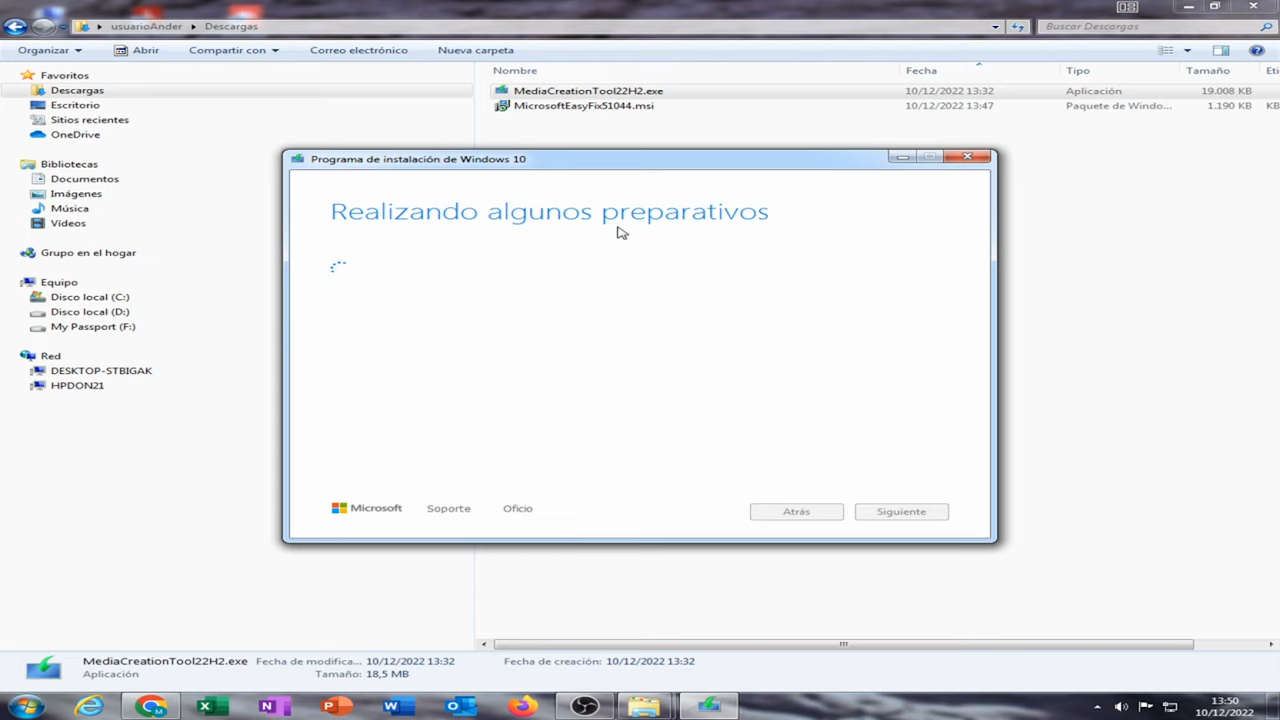 usuarioAnder Descargas Buscar Descargas
Organizar Abrir Compartir con Correo electrónico Nueva carpeta
Favoritos
Descargas
Escritorio
Sitios recientes
OneDrive
Bibliotecas
Documentos
Imágenes
Música
Vídeos
Grupo en el hogar
Equipo
Disco local (C:)
Disco local (D:)
My Passport (F:)
Red
DESKTOP-STBIGAK
HPDON21
Nombre Fecha Tipo Tamaño Eti
MediaCreationTool22H2.exe 10/12/2022 13:32 Aplicación 19.008 KB
MicrosoftEasyFix51044.msi 10/12/2022 13:47 Paquete de Windo... 1.190 KB KB
Programa de instalación de Windows 10
Realizando algunos preparativos
Microsoft Soporte Oficio Atrás Siguiente
MediaCreationTool22H2.exe Fecha de modifica... 10/12/2022 13:32 Fecha de creación: 10/12/2022 13:32
Aplicación Tamaño: 18,5 MB
13:50
10/12/2022